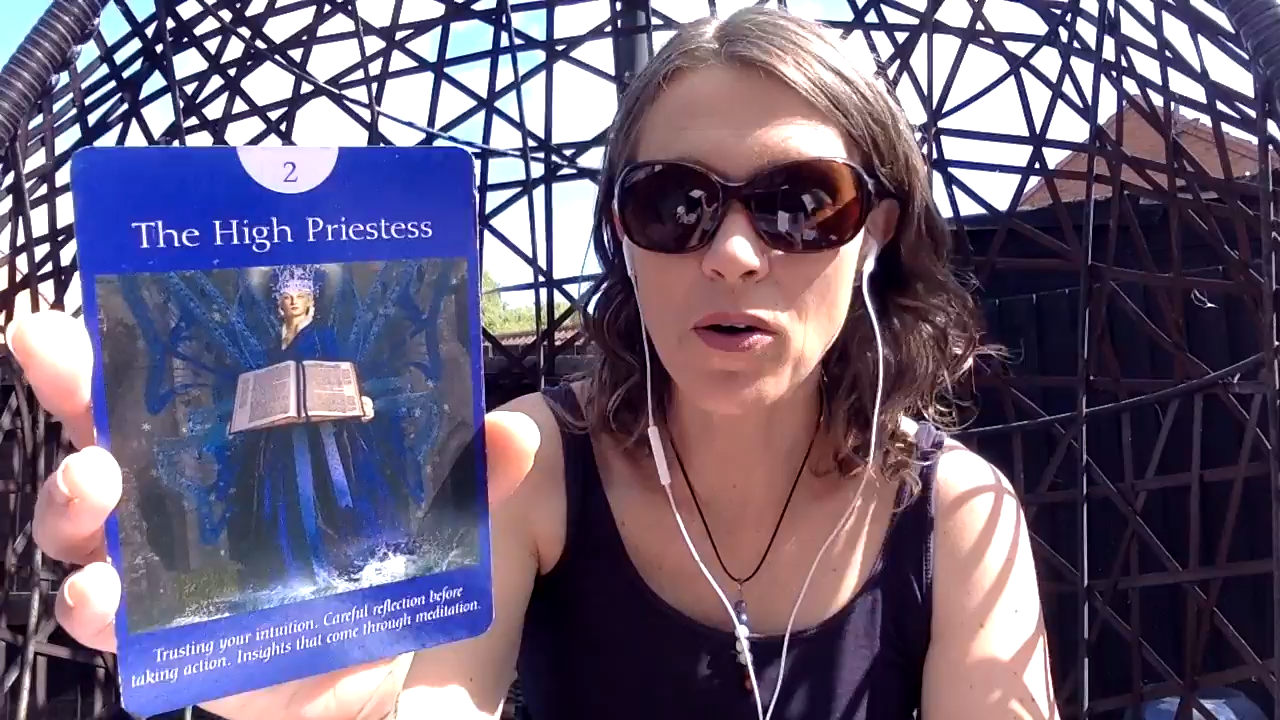 2
The High Priestess
Trusting your intuition. Careful reflection before
taking action. Insights that come through meditation.